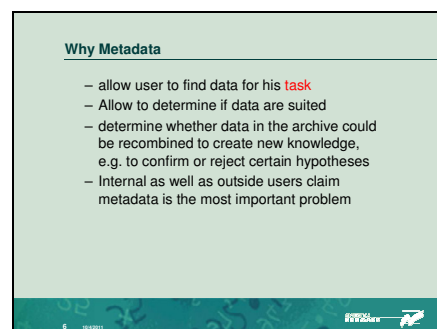 Why Metadata
– allow user to find data for his task
– Allow to determine if data are suited
– determine whether data in the archive could
be recombined to create new knowledge,
e.g. to confirm or reject certain hypotheses
– Internal as well as outside users claim
metadata is the most important problem
6